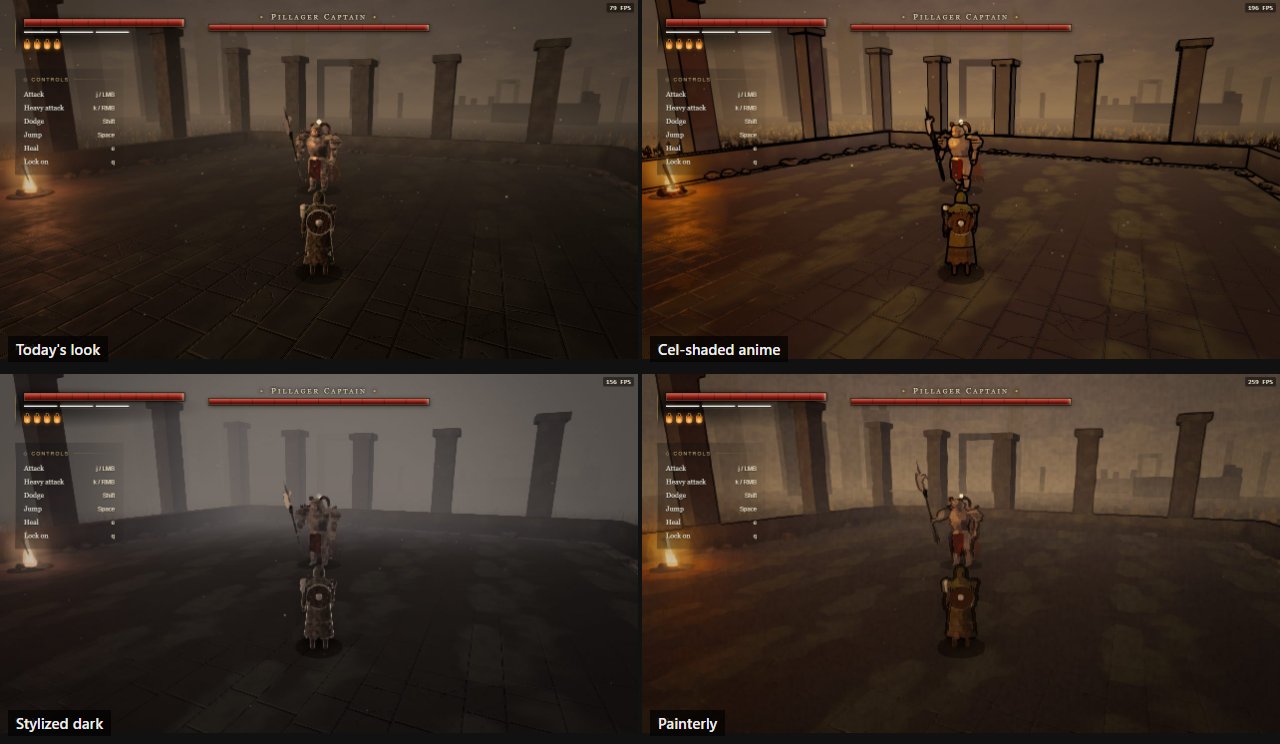 Pillager Captain
79 FPS
CONTROLS
Attack j / LMB
Heavy attack k / RMB
Dodge Shift
Jump Space
Heal e
Lock on q
Today's look
Pillager Captain
196 FPS
CONTROLS
Attack j / LMB
Heavy attack k / RMB
Dodge Shift
Jump Space
Heal e
Lock on q
Cel-shaded anime
Pillager Captain
156 FPS
CONTROLS
Attack j / LMB
Heavy attack k / RMB
Dodge Shift
Jump Space
Heal e
Lock on q
Stylized dark
Pillager Captain
259 FPS
CONTROLS
Attack j / LMB
Heavy attack k / RMB
Dodge Shift
Jump Space
Heal e
Lock on q
Painterly